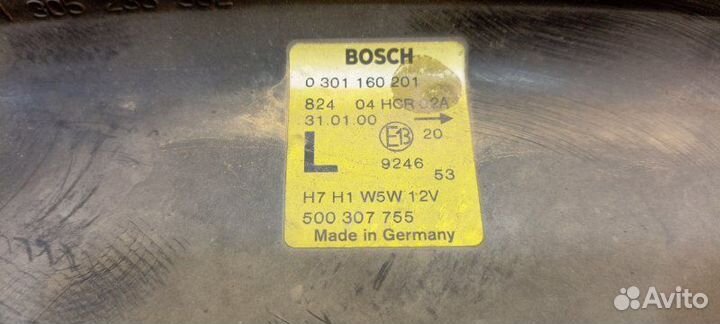 BOSCH
0 301 160 201
824 04 HCR 02A
31.01.00
E13 20
L
9246
53
H7 H1 W5W 12V
500 307 755
Made in Germany
Avito